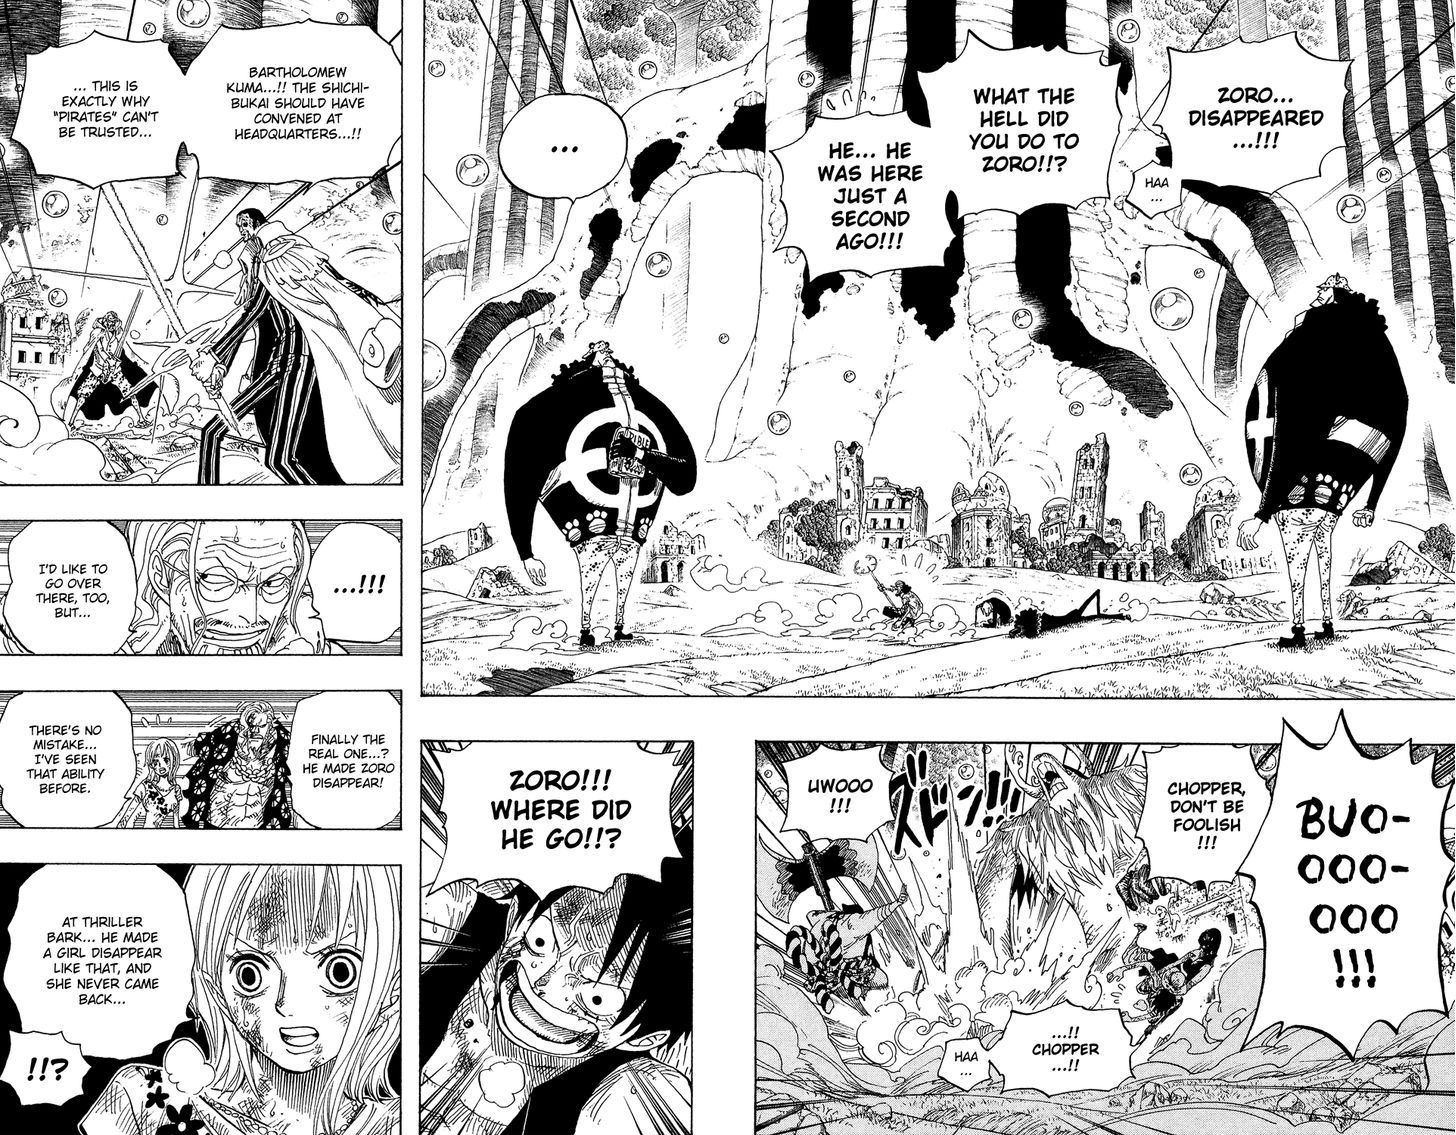 ZORO...
DISAPPEARED
...!!!
HAA
...
WHAT THE
HELL DID
YOU DO TO
ZORO!!?
HE... HE
WAS HERE
JUST A
SECOND
AGO!!!
...
BUO-
OOO-
OOO
!!!
CHOPPER,
DON'T BE
FOOLISH
!!!
ズドン!!!
UWOOO
!!!
...!!
CHOPPER
...!!
HAA
...
ZORO!!!
WHERE DID
HE GO!!?
BARTHOLOMEW
KUMA...!! THE SHICHI-
BUKAI SHOULD HAVE
CONVENED AT
HEADQUARTERS...!!
... THIS IS
EXACTLY WHY
"PIRATES" CAN'T
BE TRUSTED...
...!!!
I'D LIKE TO
GO OVER
THERE, TOO,
BUT...
FINALLY THE
REAL ONE...?
HE MADE ZORO
DISAPPEAR!
THERE'S NO
MISTAKE...
I'VE SEEN
THAT ABILITY
BEFORE.
AT THRILLER
BARK... HE MADE
A GIRL DISAPPEAR
LIKE THAT, AND
SHE NEVER CAME
BACK...
!!?